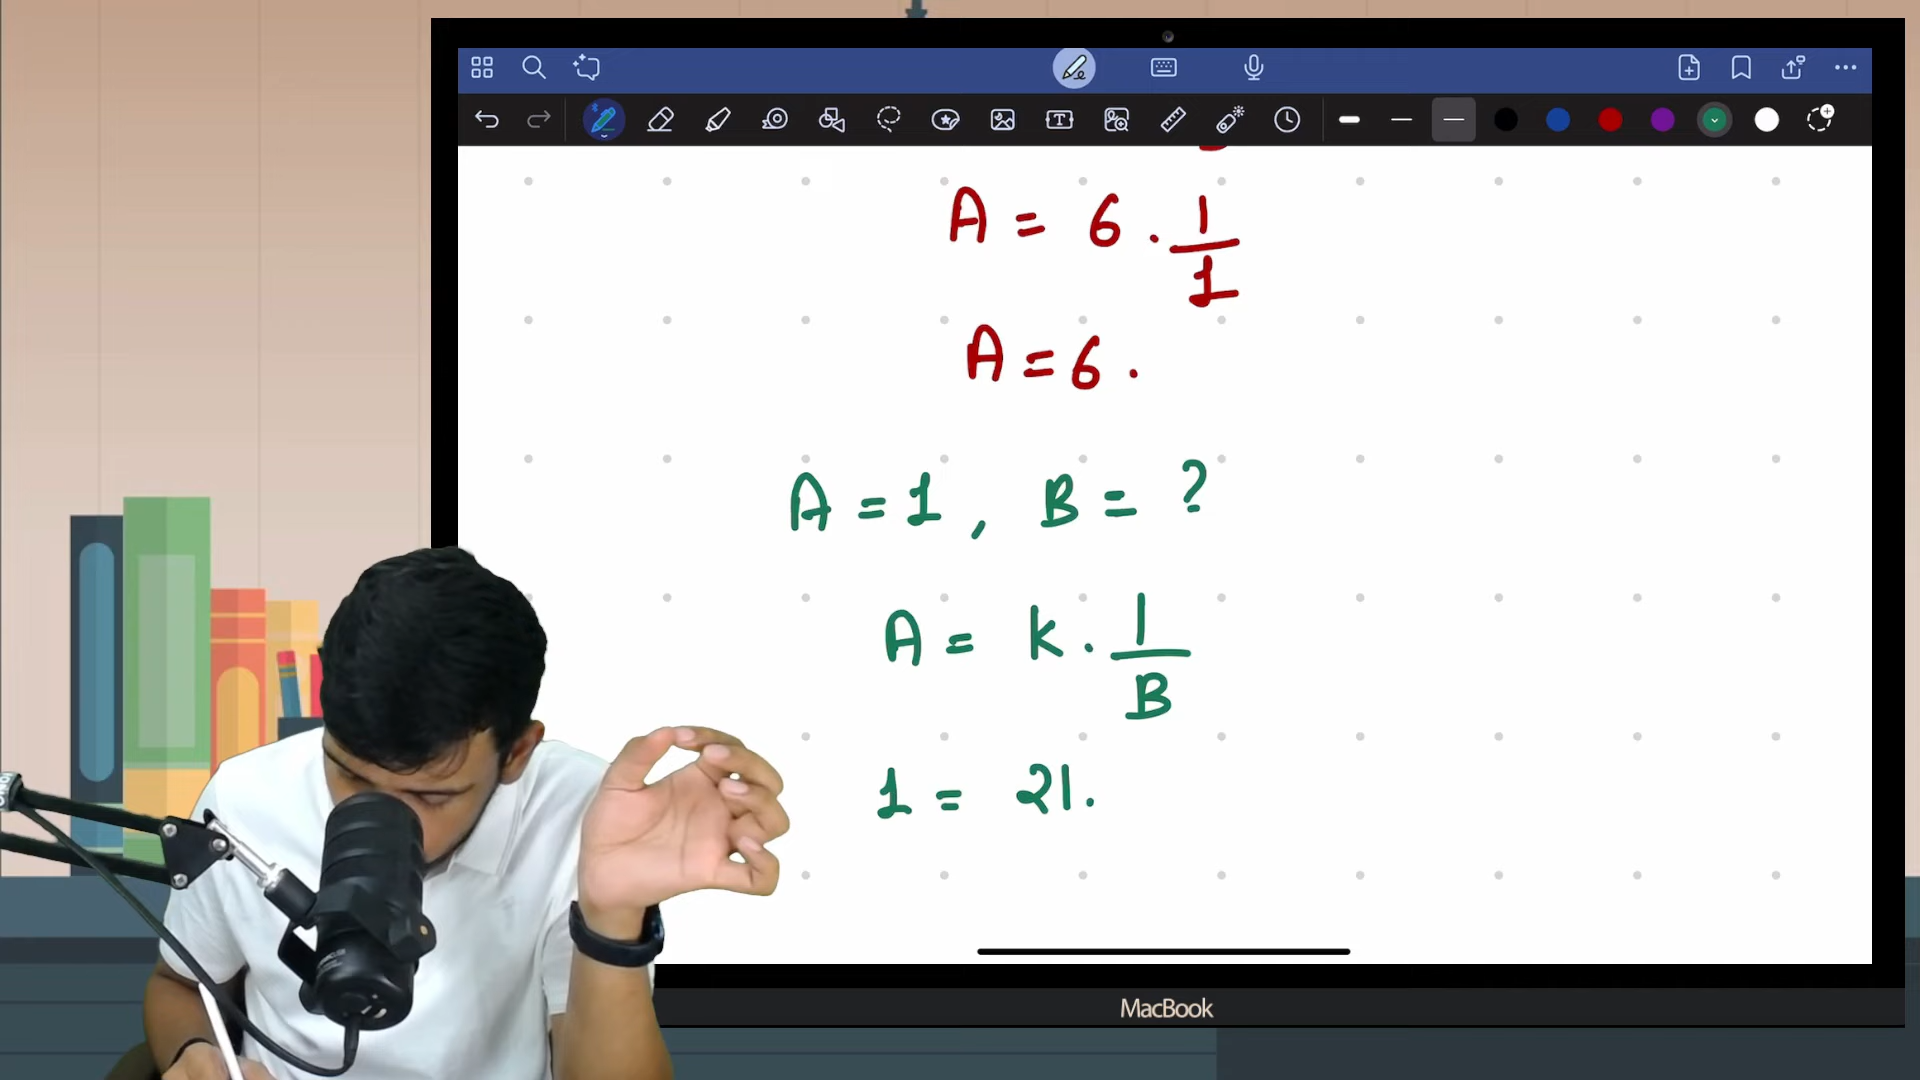 A = 6 . 1/1
A = 6 .
A = 1 , B = ?
A = k . 1/B
1 = 21 .
MacBook